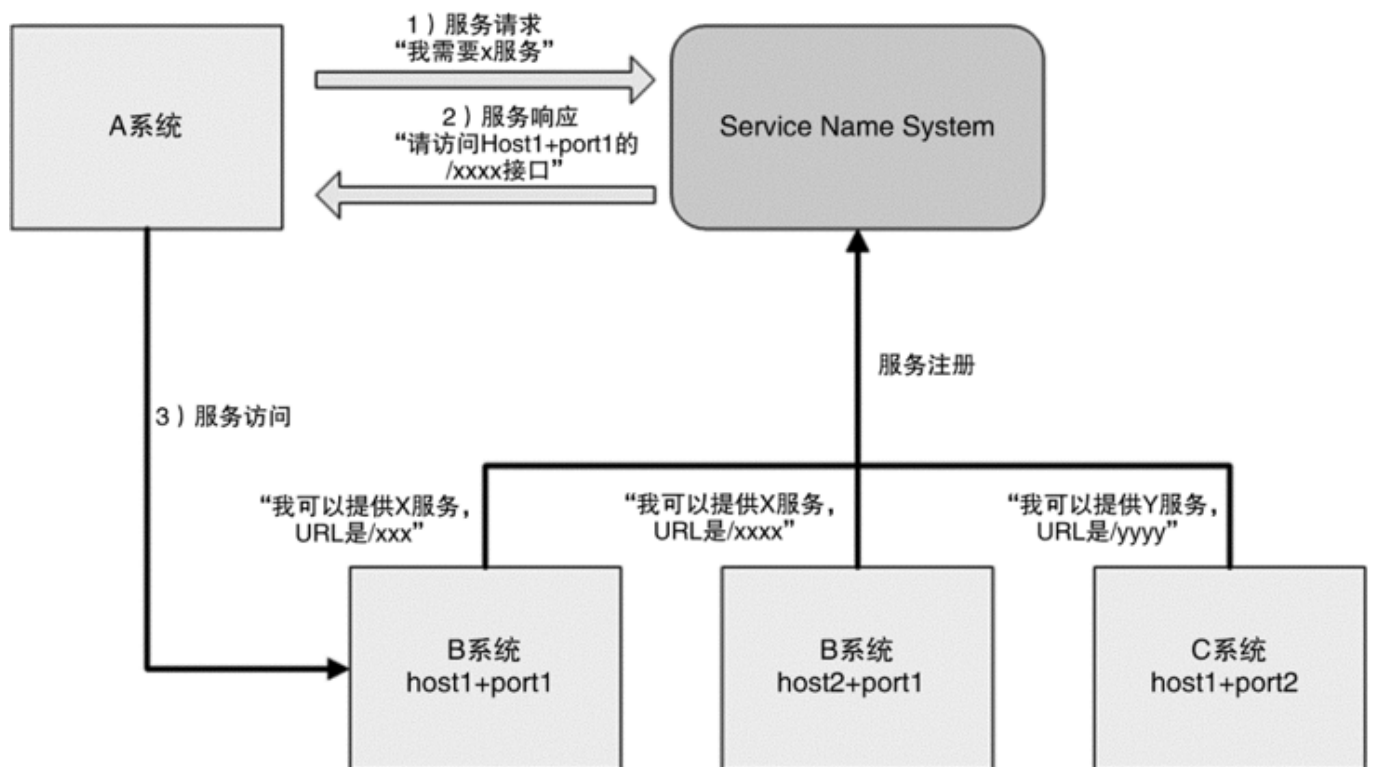 1）服务请求
“我需要x服务”
A系统
2）服务响应
“请访问Host1+port1的
/xxxx接口”
Service Name System
服务注册
3）服务访问
“我可以提供X服务，
URL是/xxx”
“我可以提供X服务，
URL是/xxxx”
“我可以提供Y服务，
URL是/yyyy”
B系统
host1+port1
B系统
host2+port1
C系统
host1+port2